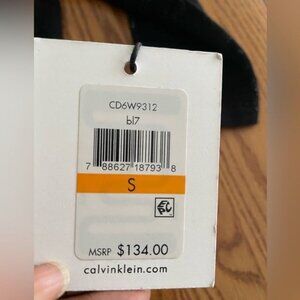 CD6W9312
bl7
7 88627 18793 8
S
MSRP $134.00
calvinklein.com